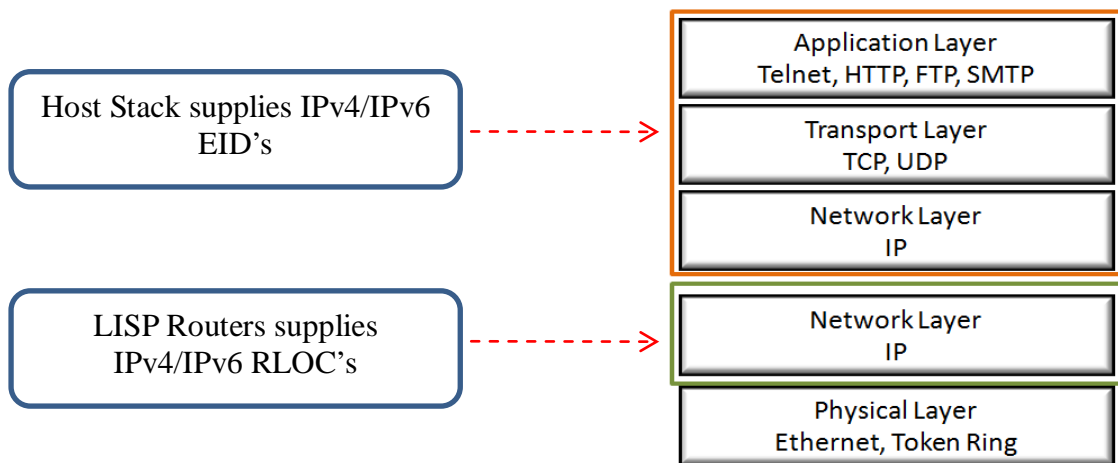 Host Stack supplies IPv4/IPv6
EID’s
LISP Routers supplies
IPv4/IPv6 RLOC’s
Application Layer
Telnet, HTTP, FTP, SMTP
Transport Layer
TCP, UDP
Network Layer
IP
Network Layer
IP
Physical Layer
Ethernet, Token Ring